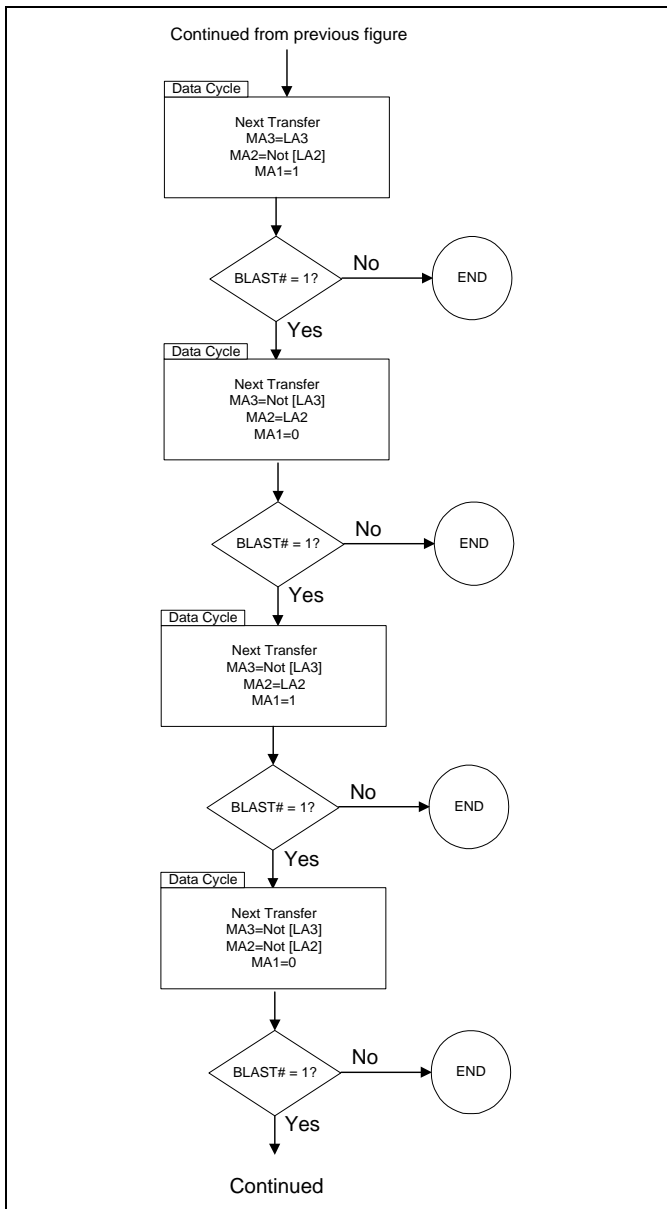 Continued from previous figure
Data Cycle
Next Transfer
MA3=LA3
MA2=Not [LA2]
MA1=1
BLAST# = 1?
No
END
Yes
Data Cycle
Next Transfer
MA3=Not [LA3]
MA2=LA2
MA1=0
BLAST# = 1?
No
END
Yes
Data Cycle
Next Transfer
MA3=Not [LA3]
MA2=LA2
MA1=1
BLAST# = 1?
No
END
Yes
Data Cycle
Next Transfer
MA3=Not [LA3]
MA2=Not [LA2]
MA1=0
BLAST# = 1?
No
END
Yes
Continued